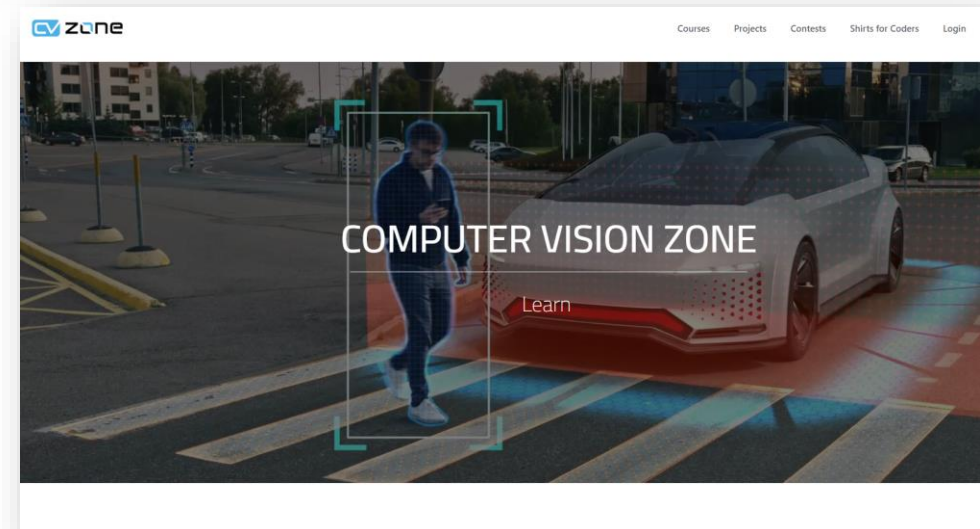 CV zone
Courses Projects Contests Shirts for Coders Login
COMPUTER VISION ZONE
Learn